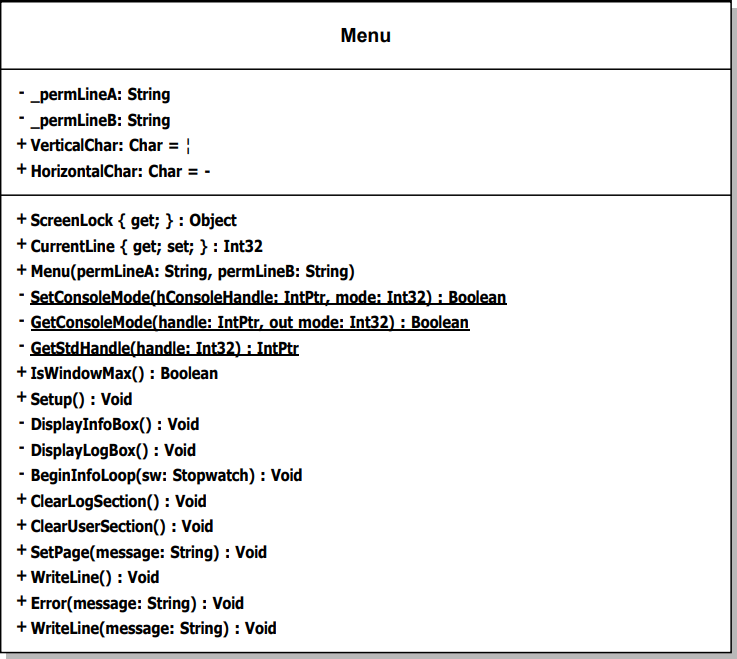 Menu
- _permLineA: String
- _permLineB: String
+ VerticalChar: Char = ¦
+ HorizontalChar: Char = -
+ ScreenLock { get; } : Object
+ CurrentLine { get; set; } : Int32
+ Menu(permLineA: String, permLineB: String)
- SetConsoleMode(hConsoleHandle: IntPtr, mode: Int32) : Boolean
- GetConsoleMode(handle: IntPtr, out mode: Int32) : Boolean
- GetStdHandle(handle: Int32) : IntPtr
+ IsWindowMax() : Boolean
+ Setup() : Void
- DisplayInfoBox() : Void
- DisplayLogBox() : Void
- BeginInfoLoop(sw: Stopwatch) : Void
+ ClearLogSection() : Void
+ ClearUserSection() : Void
+ SetPage(message: String) : Void
+ WriteLine() : Void
+ Error(message: String) : Void
+ WriteLine(message: String) : Void